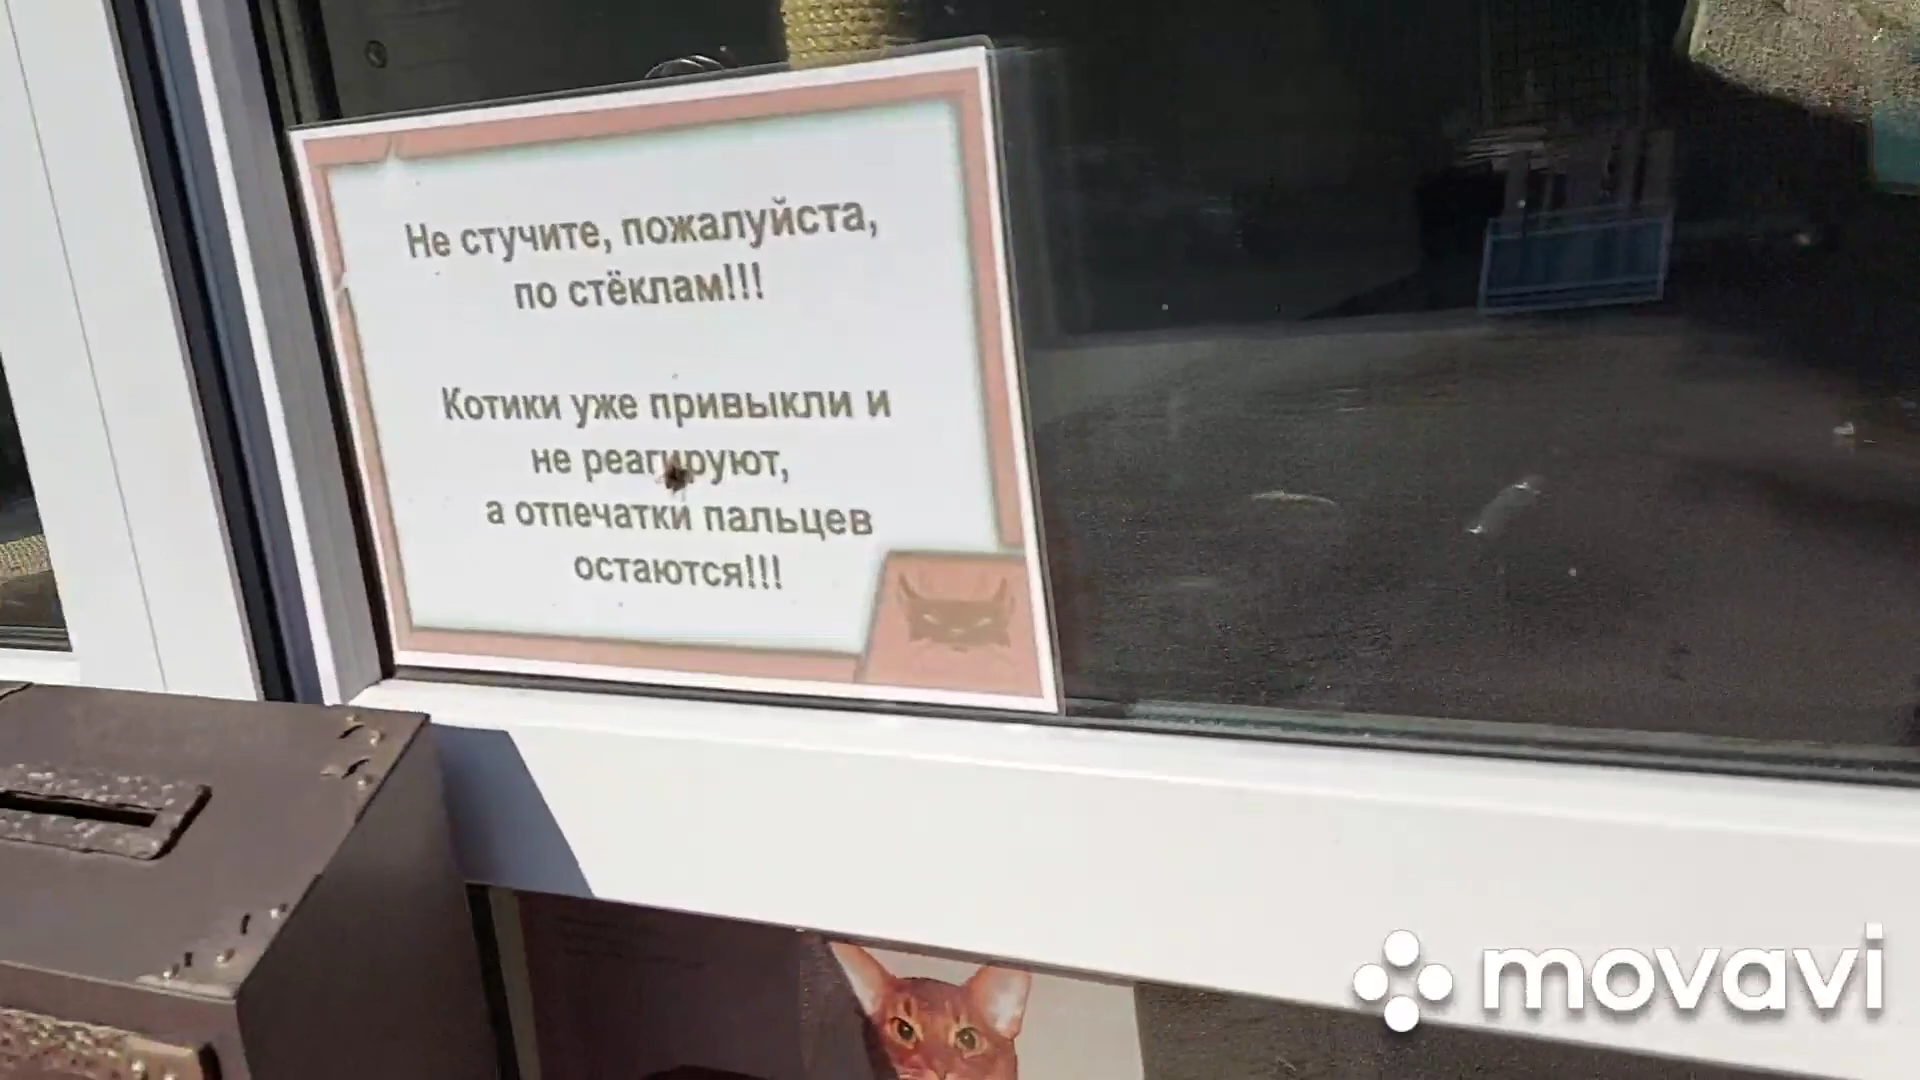 Не стучите, пожалуйста,
по стёклам!!!
Котики уже привыкли и
не реагируют,
а отпечатки пальцев
остаются!!!
movavi